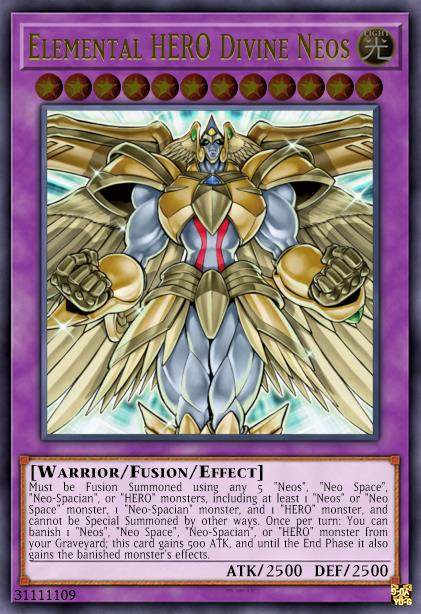 Elemental HERO Divine Neos
LIGHT
光
[Warrior/Fusion/Effect]
Must be Fusion Summoned using any 5 "Neos", "Neo Space",
"Neo-Spacian", or "HERO" monsters, including at least 1 "Neos" or "Neo
Space" monster, 1 "Neo-Spacian" monster, and 1 "HERO" monster, and
cannot be Special Summoned by other ways. Once per turn: You can
banish 1 "Neos", "Neo Space", "Neo-Spacian", or "HERO" monster from
your Graveyard; this card gains 500 ATK, and until the End Phase it also
gains the banished monster's effects.
ATK/2500 DEF/2500
31111109